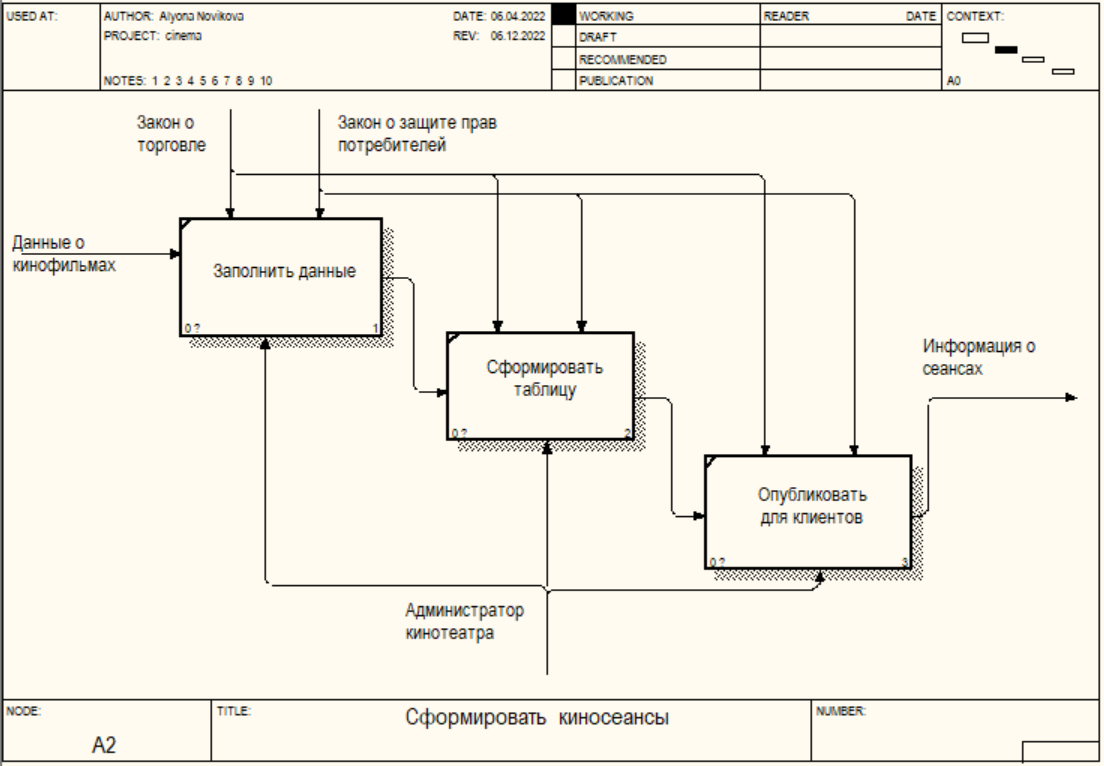 USED AT:
AUTHOR: Alyona Novikova
DATE: 06.04.2022
WORKING
READER
DATE
CONTEXT:
PROJECT: cinema
REV: 06.12.2022
DRAFT
RECOMMENDED
NOTES: 1 2 3 4 5 6 7 8 9 10
PUBLICATION
A0
Закон о
торговле
Закон о защите прав
потребителей
Данные о
кинофильмах
Заполнить данные
0 ?
1
Сформировать
таблицу
0 ?
2
Информация о
сеансах
Опубликовать
для клиентов
0 ?
3
Администратор
кинотеатра
NODE:
A2
TITLE:
Сформировать киносеансы
NUMBER: